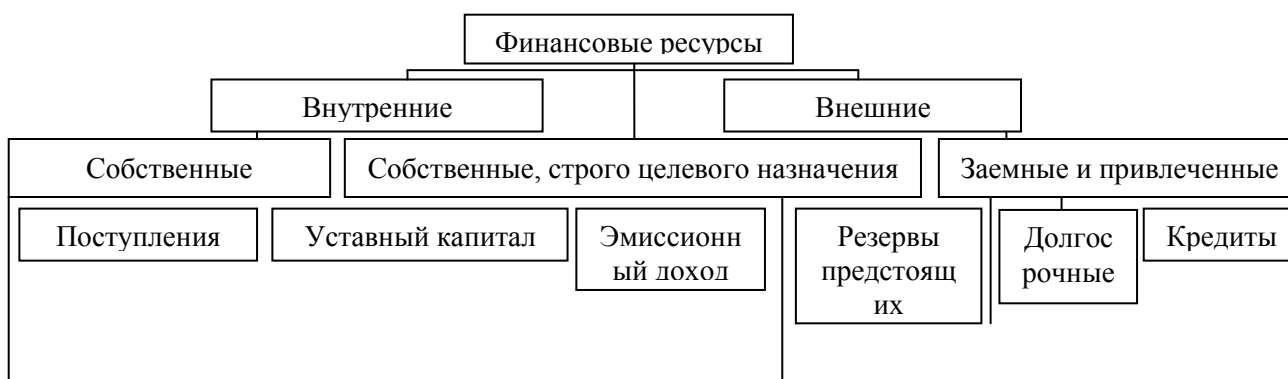 Финансовые ресурсы
Внутренние
Внешние
Собственные
Собственные, строго целевого назначения
Заемные и привлеченные
Поступления
Уставный капитал
Эмиссионн
ый доход
Резервы
предстоящ
их
Долгос
рочные
Кредиты